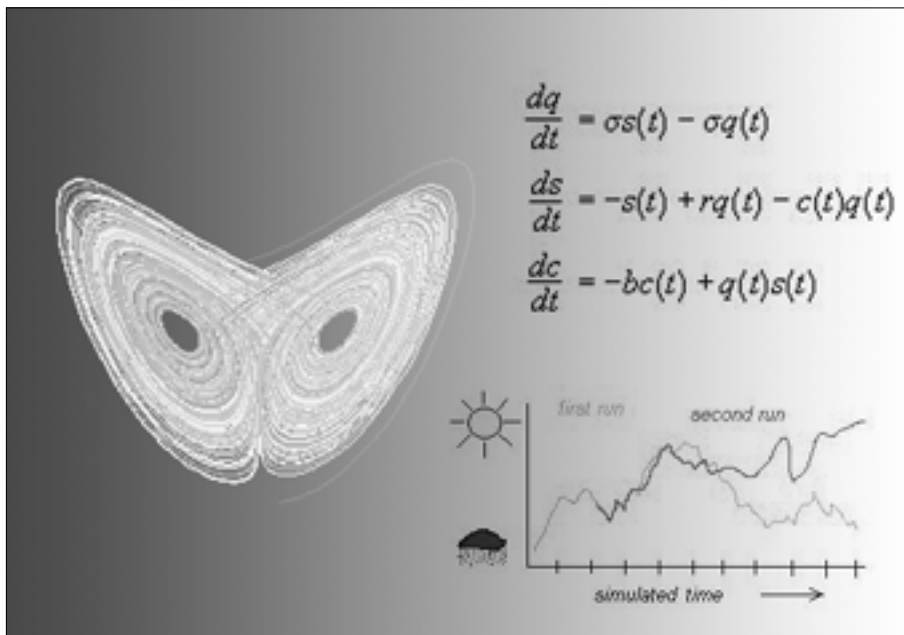 dq/dt = σs(t) − σq(t)
ds/dt = −s(t) + rq(t) − c(t)q(t)
dc/dt = −bc(t) + q(t)s(t)
first run
second run
simulated time